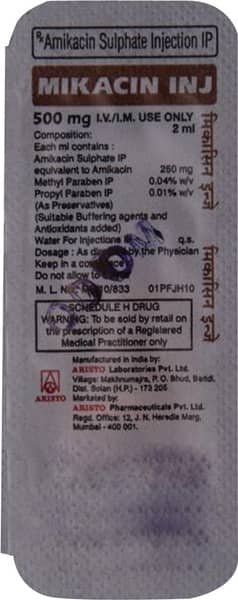 Rx Amikacin Sulphate Injection IP
MIKACIN INJ
500 mg I.V./I.M. USE ONLY
2 ml
Composition:
Each ml contains :
Amikacin Sulphate IP
equivalent to Amikacin 250 mg
Methyl Paraben IP 0.04% w/v
Propyl Paraben IP 0.01% w/v
(As Preservatives)
(Suitable Buffering agents and
Antioxidants added)
Water For Injections q.s.
Dosage : As directed by the Physician
Keep in a cool place
Do not allow to
M. L. No. /833 01PFJH10
SCHEDULE H DRUG
WARNING: To be sold by retail on
the prescription of a Registered
Medical Practitioner only
Manufactured in India by:
ARISTO Laboratories Pvt. Ltd.
Village: Makhnumajra, P. O. Bhud, Baddi,
Dist. Solan (H.P.) - 173 205
Marketed by:
ARISTO Pharmaceuticals Pvt. Ltd.
Regd. Office: 12, J. N. Heredia Marg,
Mumbai - 400 001.
ARISTO
मिकासिन इन्जे
मिकासिन इन्जे